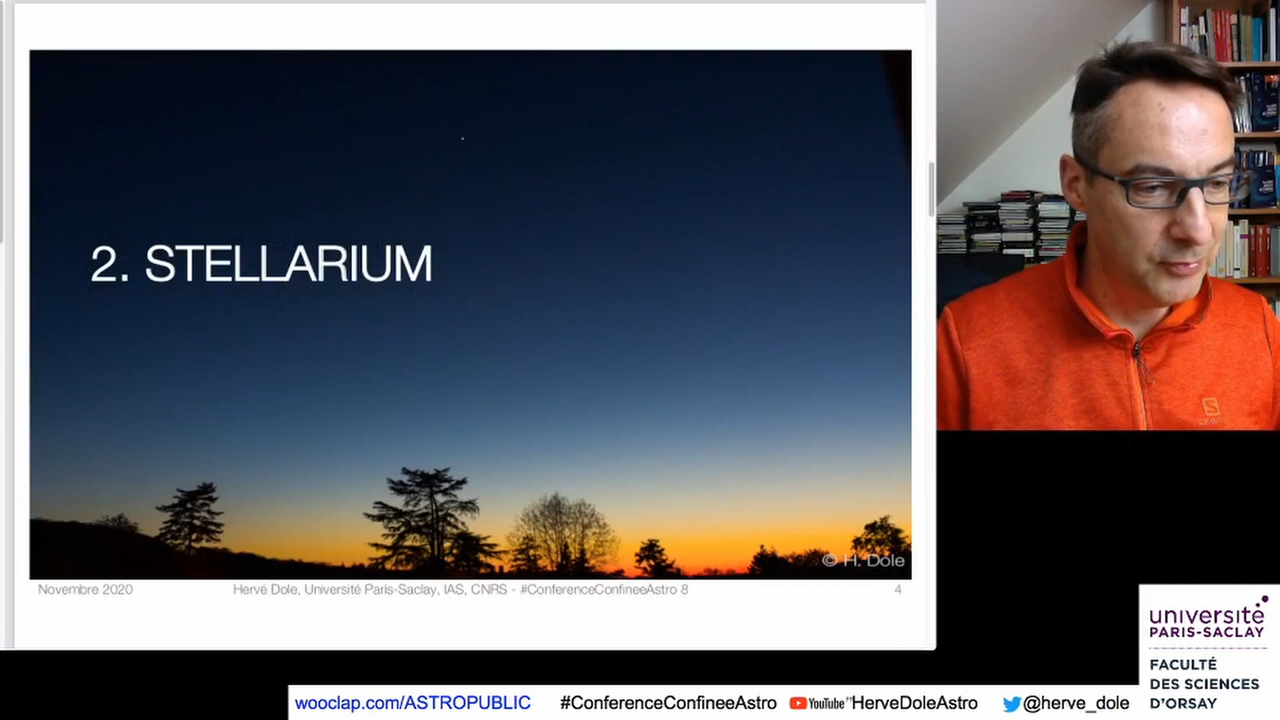 2. STELLARIUM
© H. Dole
Novembre 2020
Hervé Dole, Université Paris-Saclay, IAS, CNRS - #ConferenceConfineeAstro 8
4
université
PARIS-SACLAY
FACULTÉ
DES SCIENCES
D'ORSAY
wooclap.com/ASTROPUBLIC
#ConferenceConfineeAstro
YouTube HerveDoleAstro
@herve_dole